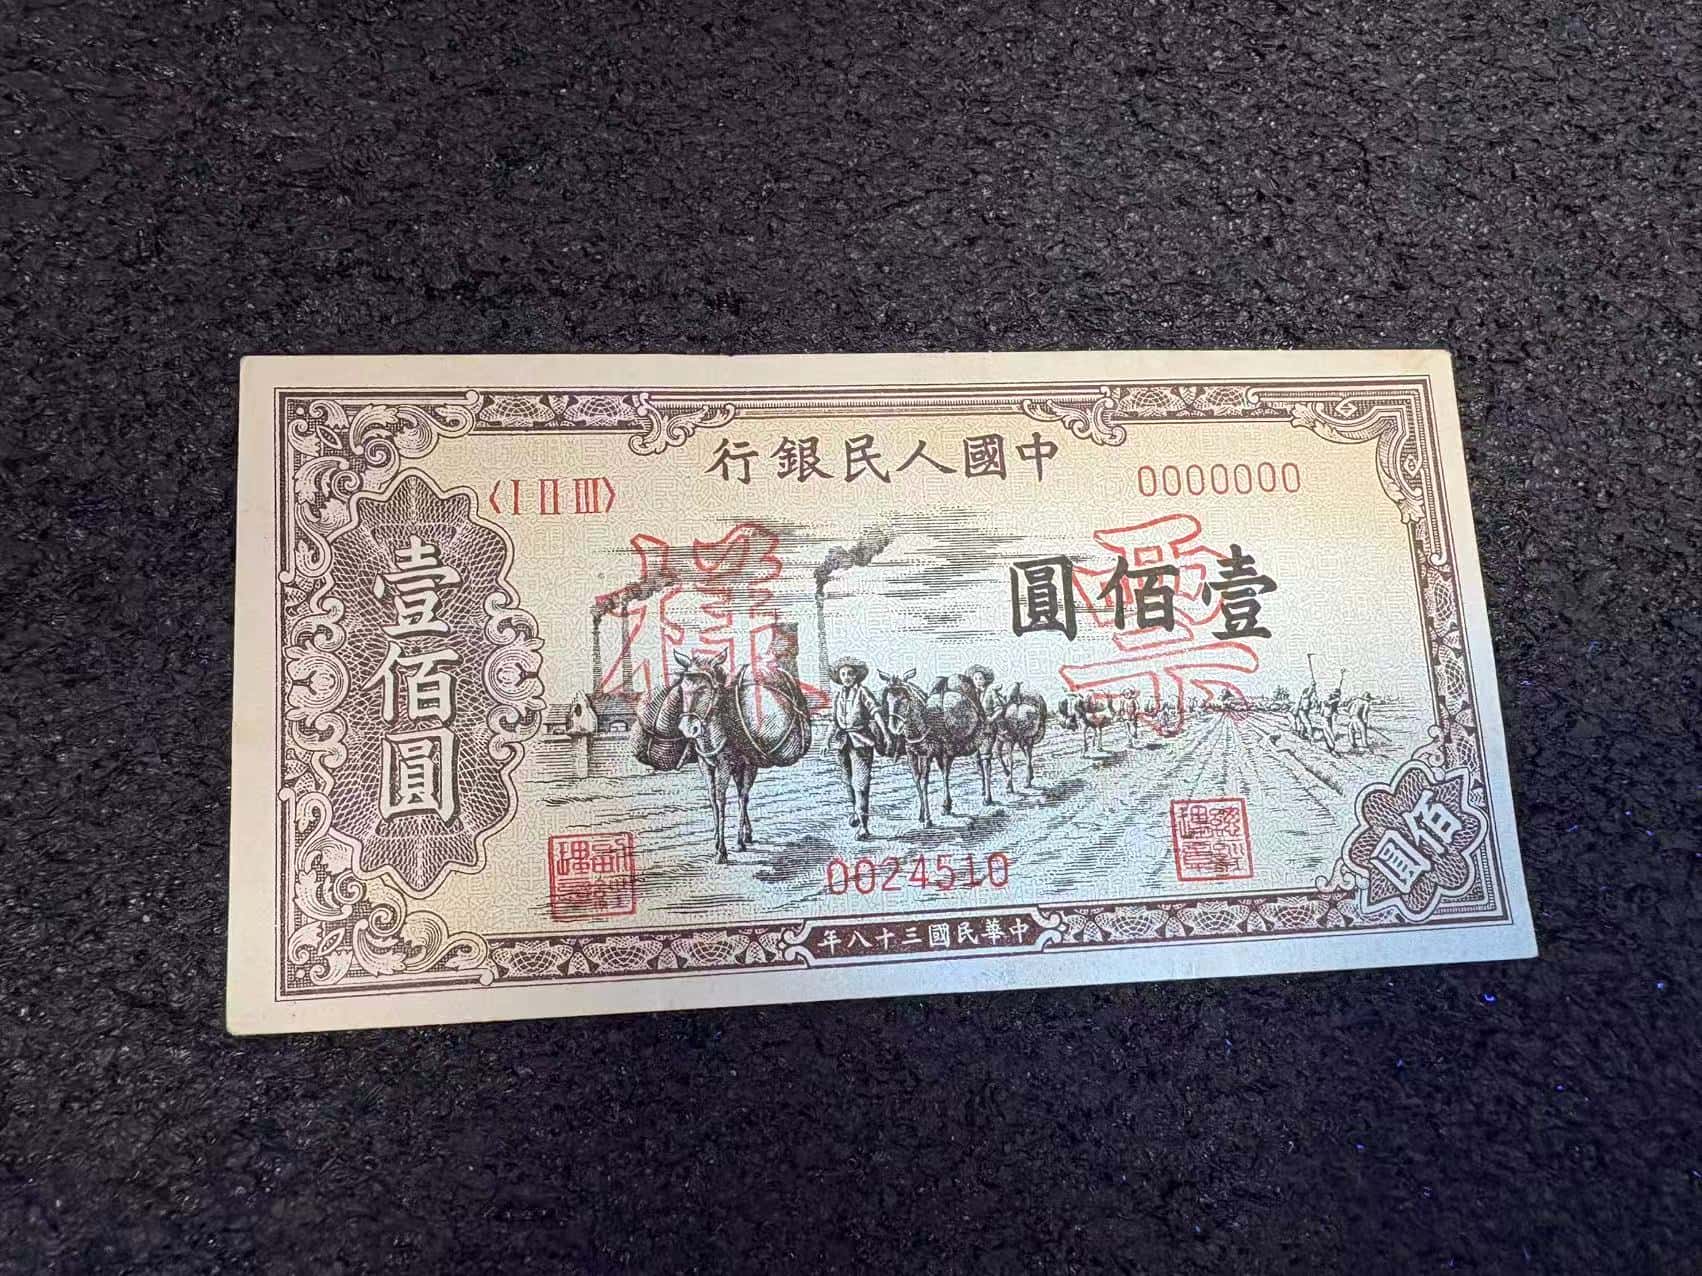 中國人民銀行
〈Ⅰ Ⅱ Ⅲ〉
0000000
樣票
壹佰圓
壹佰圓
佰圓
0024510
中華民國三十八年